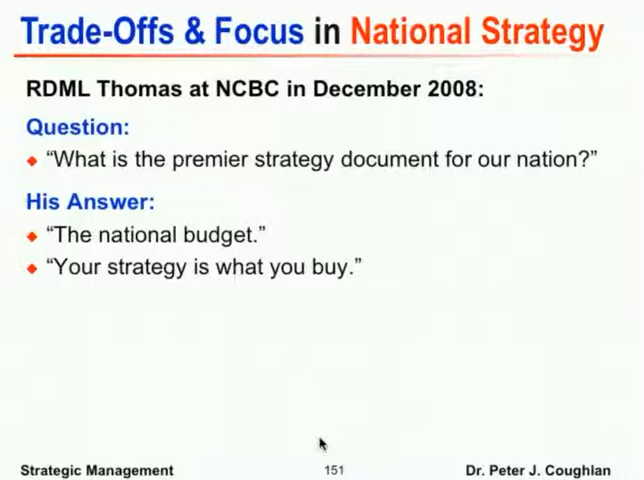 Trade-Offs & Focus in National Strategy
RDML Thomas at NCBC in December 2008:
Question:
“What is the premier strategy document for our nation?”
His Answer:
“The national budget.”
“Your strategy is what you buy.”
Strategic Management 151 Dr. Peter J. Coughlan